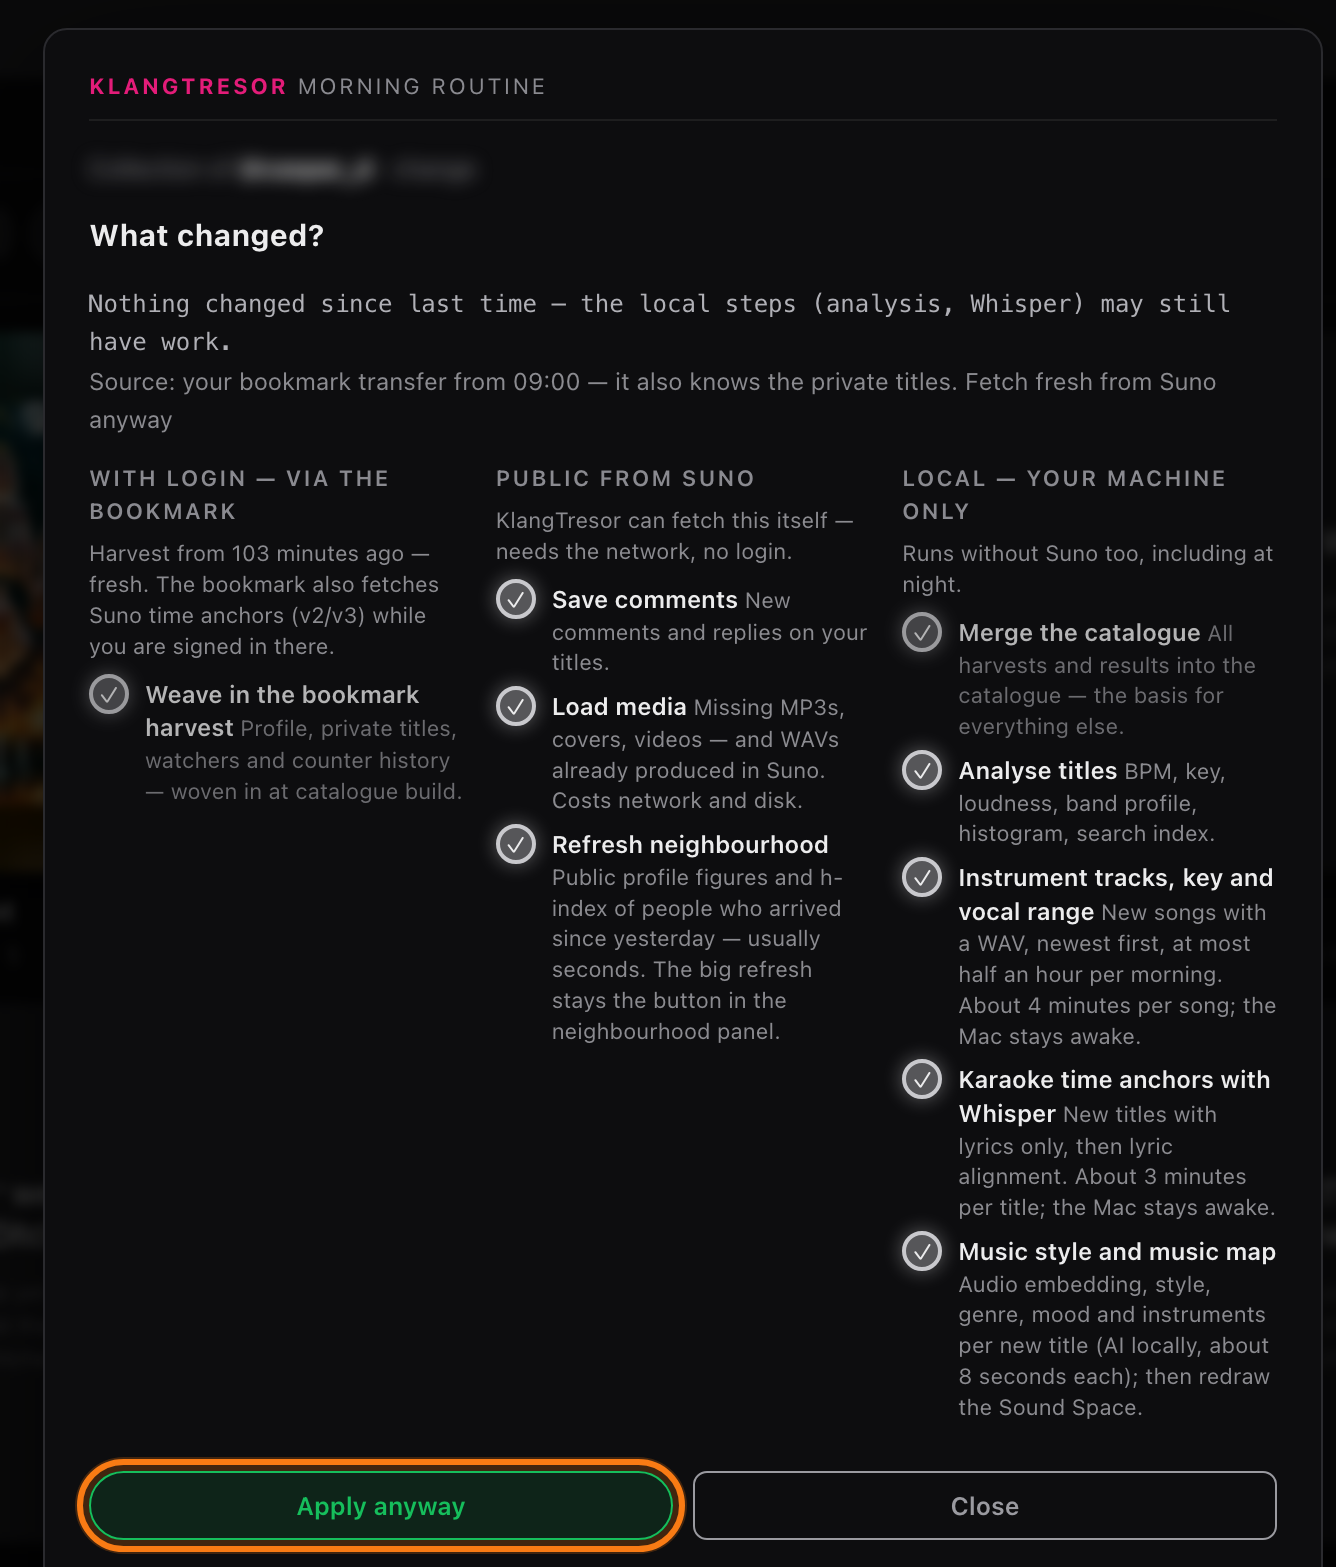 KLANGTRESOR MORNING ROUTINE
What changed?
Nothing changed since last time — the local steps (analysis, Whisper) may still
have work.
Source: your bookmark transfer from 09:00 — it also knows the private titles. Fetch fresh from Suno
anyway
WITH LOGIN — VIA THE
BOOKMARK
Harvest from 103 minutes ago —
fresh. The bookmark also fetches
Suno time anchors (v2/v3) while
you are signed in there.
Weave in the bookmark
harvest Profile, private titles,
watchers and counter history
— woven in at catalogue build.
PUBLIC FROM SUNO
KlangTresor can fetch this itself —
needs the network, no login.
Save comments New
comments and replies on your
titles.
Load media Missing MP3s,
covers, videos — and WAVs
already produced in Suno.
Costs network and disk.
Refresh neighbourhood
Public profile figures and h-
index of people who arrived
since yesterday — usually
seconds. The big refresh
stays the button in the
neighbourhood panel.
LOCAL — YOUR MACHINE
ONLY
Runs without Suno too, including at
night.
Merge the catalogue All
harvests and results into the
catalogue — the basis for
everything else.
Analyse titles BPM, key,
loudness, band profile,
histogram, search index.
Instrument tracks, key and
vocal range New songs with
a WAV, newest first, at most
half an hour per morning.
About 4 minutes per song; the
Mac stays awake.
Karaoke time anchors with
Whisper New titles with
lyrics only, then lyric
alignment. About 3 minutes
per title; the Mac stays awake.
Music style and music map
Audio embedding, style,
genre, mood and instruments
per new title (AI locally, about
8 seconds each); then redraw
the Sound Space.
Apply anyway
Close